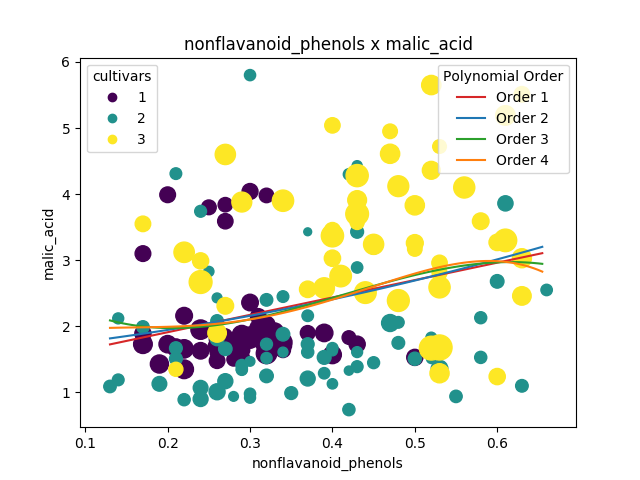 nonflavanoid_phenols x malic_acid
cultivars
1
2
3
Polynomial Order
Order 1
Order 2
Order 3
Order 4
malic_acid
6
5
4
3
2
1
0.1 0.2 0.3 0.4 0.5 0.6
nonflavanoid_phenols